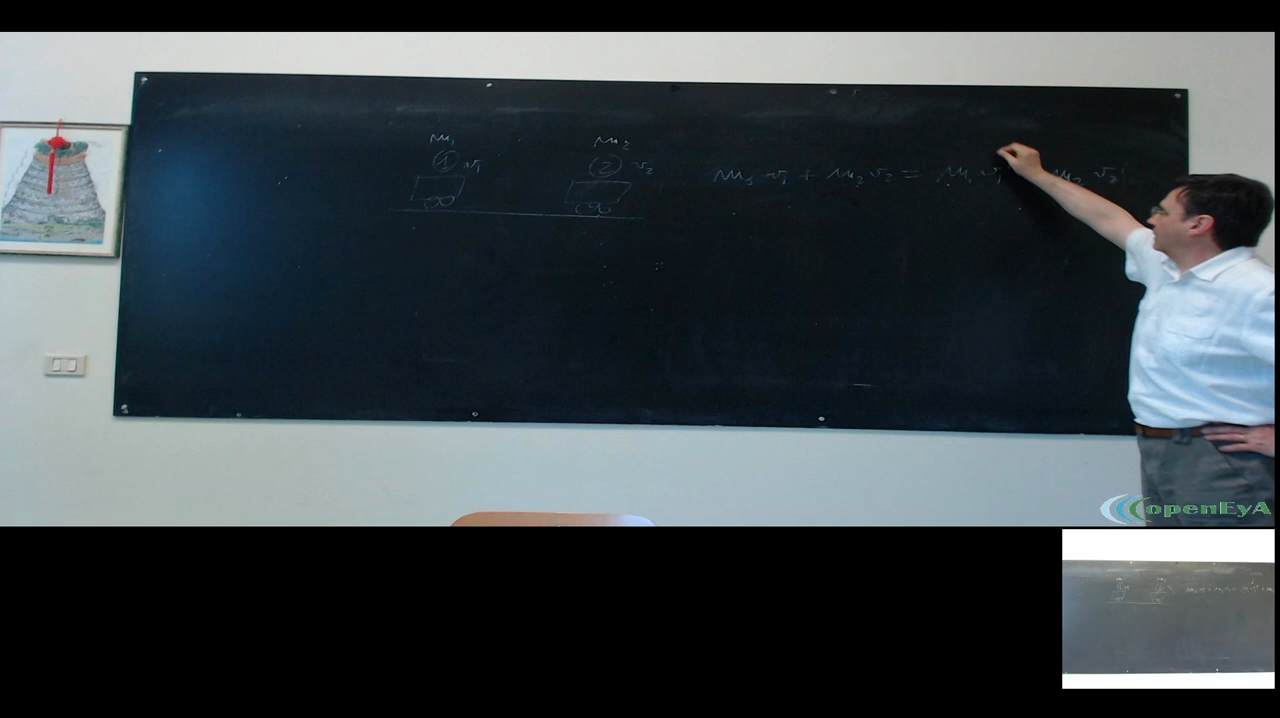 m₁ m₂
① v₁ ② v₂
m₁ v₁ + m₂ v₂ = m₁ v₁ m₂ v₂'
openEyA